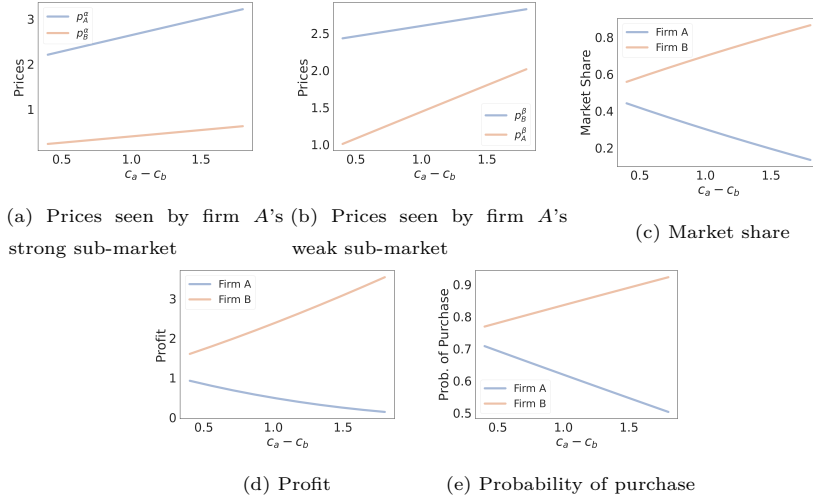 3
2
1
Prices
p_A^α
p_B^α
0.5 1.0 1.5
c_a − c_b
2.5
2.0
1.5
1.0
Prices
p_B^β
p_A^β
0.5 1.0 1.5
c_a − c_b
0.8
0.6
0.4
0.2
Market Share
Firm A
Firm B
0.5 1.0 1.5
c_a − c_b
(a) Prices seen by firm A's
strong sub-market
(b) Prices seen by firm A's
weak sub-market
(c) Market share
3
2
1
0
Profit
Firm A
Firm B
0.5 1.0 1.5
c_a − c_b
0.9
0.8
0.7
0.6
0.5
Prob. of Purchase
Firm A
Firm B
0.5 1.0 1.5
c_a − c_b
(d) Profit
(e) Probability of purchase